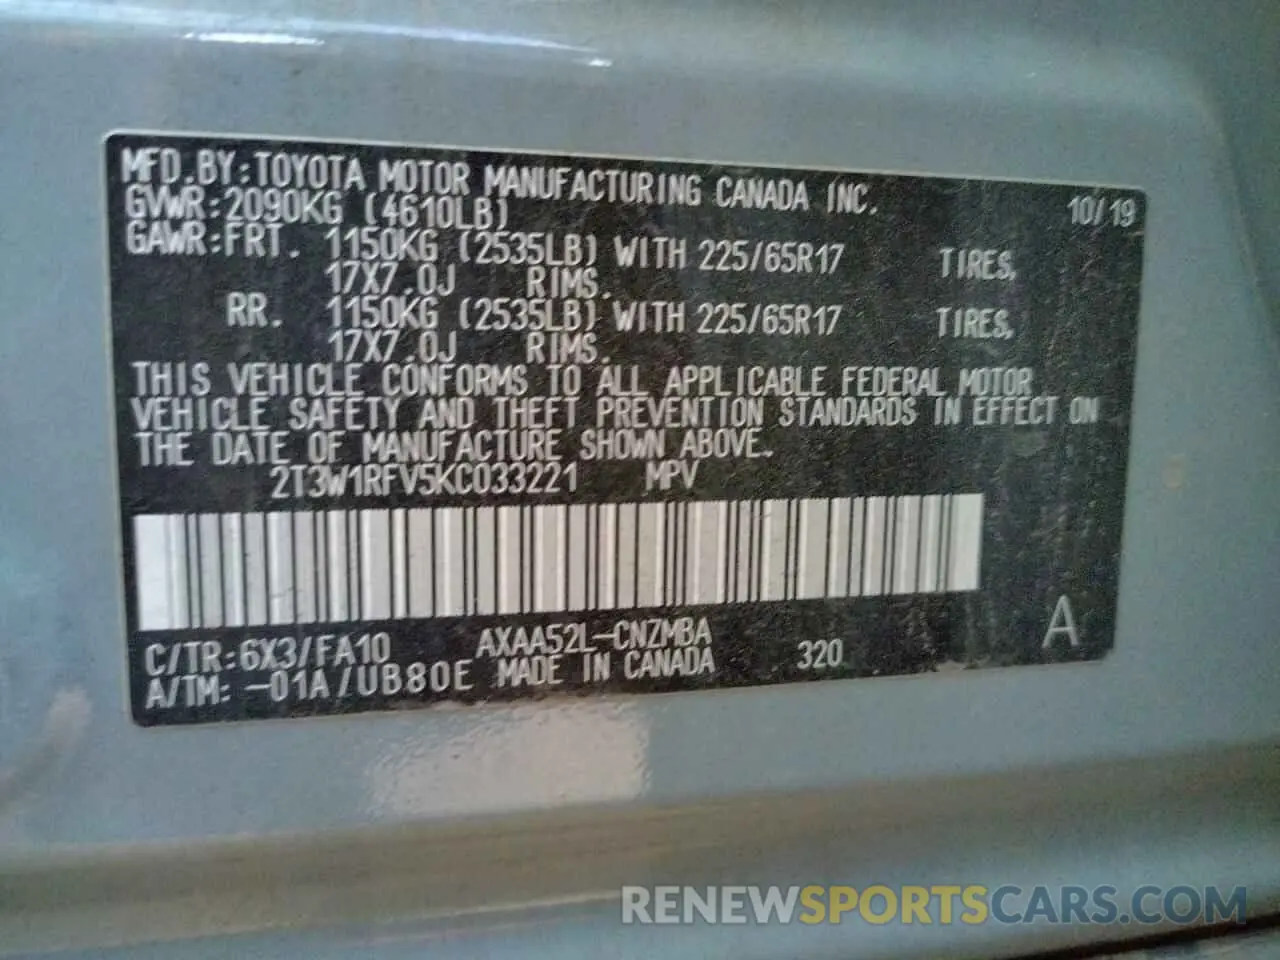 MFD.BY:TOYOTA MOTOR MANUFACTURING CANADA INC. 10/19
GVWR:2090KG (4610LB)
GAWR:FRT. 1150KG (2535LB) WITH 225/65R17 TIRES,
17X7.0J RIMS.
RR. 1150KG (2535LB) WITH 225/65R17 TIRES,
17X7.0J RIMS.
THIS VEHICLE CONFORMS TO ALL APPLICABLE FEDERAL MOTOR
VEHICLE SAFETY AND THEFT PREVENTION STANDARDS IN EFFECT ON
THE DATE OF MANUFACTURE SHOWN ABOVE.
2T3W1RFV5KC033221 MPV
C/TR:6X3/FA10 AXAA52L-CNZMBA 320 A
A/TM:-01A/UB80E MADE IN CANADA
RENEWSPORTSCARS.COM